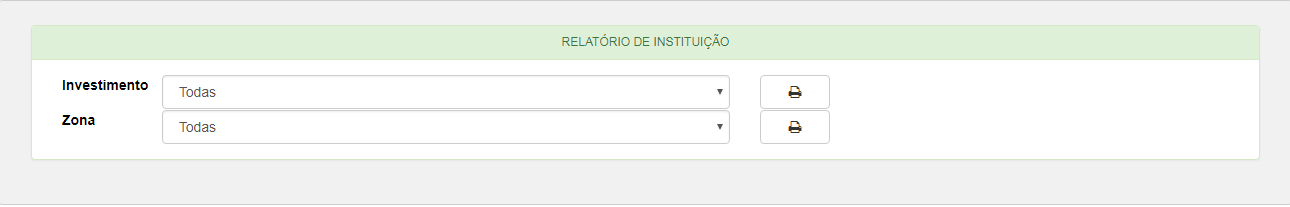 RELATÓRIO DE INSTITUIÇÃO
Investimento Todas
Zona Todas